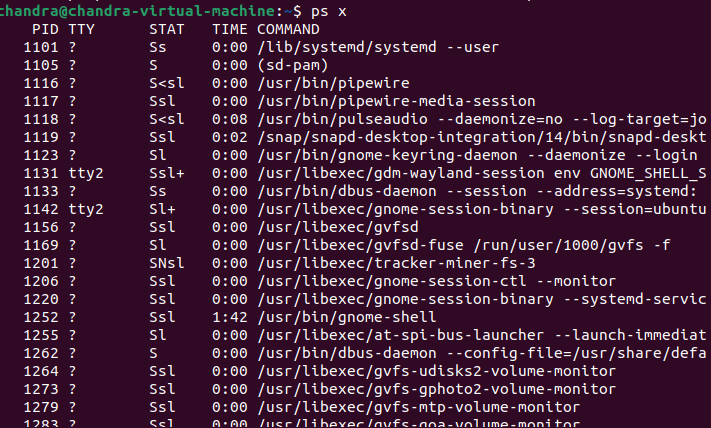 chandra@chandra-virtual-machine:~$ ps x
PID TTY STAT TIME COMMAND
1101 ? Ss 0:00 /lib/systemd/systemd --user
1105 ? S 0:00 (sd-pam)
1116 ? S<sl 0:00 /usr/bin/pipewire
1117 ? Ssl 0:00 /usr/bin/pipewire-media-session
1118 ? S<sl 0:08 /usr/bin/pulseaudio --daemonize=no --log-target=jo
1119 ? Ssl 0:02 /snap/snapd-desktop-integration/14/bin/snapd-deskt
1123 ? Sl 0:00 /usr/bin/gnome-keyring-daemon --daemonize --login
1131 tty2 Ssl+ 0:00 /usr/libexec/gdm-wayland-session env GNOME_SHELL_S
1133 ? Ss 0:00 /usr/bin/dbus-daemon --session --address=systemd:
1142 tty2 Sl+ 0:00 /usr/libexec/gnome-session-binary --session=ubuntu
1156 ? Ssl 0:00 /usr/libexec/gvfsd
1169 ? Sl 0:00 /usr/libexec/gvfsd-fuse /run/user/1000/gvfs -f
1201 ? SNsl 0:00 /usr/libexec/tracker-miner-fs-3
1206 ? Ssl 0:00 /usr/libexec/gnome-session-ctl --monitor
1220 ? Ssl 0:00 /usr/libexec/gnome-session-binary --systemd-servic
1252 ? Ssl 1:42 /usr/bin/gnome-shell
1255 ? Sl 0:00 /usr/libexec/at-spi-bus-launcher --launch-immediat
1262 ? S 0:00 /usr/bin/dbus-daemon --config-file=/usr/share/defa
1264 ? Ssl 0:00 /usr/libexec/gvfs-udisks2-volume-monitor
1273 ? Ssl 0:00 /usr/libexec/gvfs-gphoto2-volume-monitor
1279 ? Ssl 0:00 /usr/libexec/gvfs-mtp-volume-monitor
1283 ? Ssl 0:00 /usr/libexec/gvfs-goa-volume-monitor